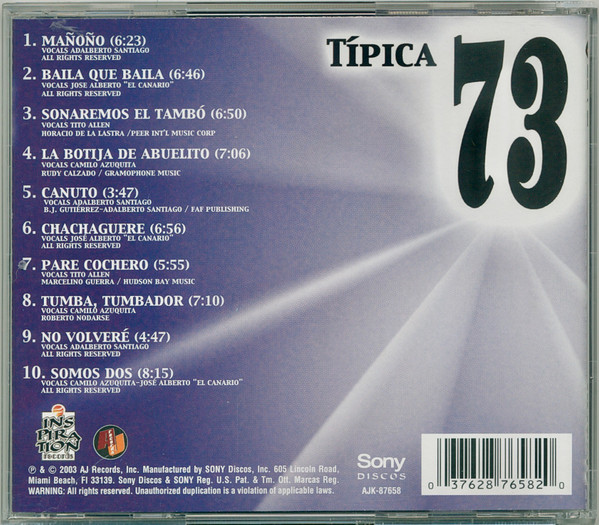 TÍPICA
73
1. MAÑOÑO (6:23)
VOCALS ADALBERTO SANTIAGO
ALL RIGHTS RESERVED
2. BAILA QUE BAILA (6:46)
VOCALS JOSE ALBERTO "EL CANARIO"
ALL RIGHTS RESERVED
3. SONAREMOS EL TAMBÓ (6:50)
VOCALS TITO ALLEN
HORACIO DE LA LASTRA /PEER INT'L MUSIC CORP
4. LA BOTIJA DE ABUELITO (7:06)
VOCALS CAMILO AZUQUITA
RUDY CALZADO / GRAMOPHONE MUSIC
5. CANUTO (3:47)
VOCALS ADALBERTO SANTIAGO
B.J. GUTIÉRREZ-ADALBERTO SANTIAGO / FAF PUBLISHING
6. CHACHAGUERE (6:56)
VOCALS JOSÉ ALBERTO "EL CANARIO"
ALL RIGHTS RESERVED
7. PARE COCHERO (5:55)
VOCALS TITO ALLEN
MARCELINO GUERRA / HUDSON BAY MUSIC
8. TUMBA, TUMBADOR (7:10)
VOCALS CAMILO AZUQUITA
ROBERTO NODARSE
9. NO VOLVERÉ (4:47)
VOCALS ADALBERTO SANTIAGO
ALL RIGHTS RESERVED
10. SOMOS DOS (8:15)
VOCALS CAMILO AZUQUITA-JOSÉ ALBERTO "EL CANARIO"
ALL RIGHTS RESERVED
INS
PIRA
TION
Records
℗ & © 2003 AJ Records, Inc. Manufactured by SONY Discos, Inc. 605 Lincoln Road,
Miami Beach, Fl 33139. Sony Discos & SONY Reg. U.S. Pat. & Tm. Ott. Marcas Reg.
WARNING: All rights reserved. Unauthorized duplication is a violation of applicable laws.
Sony
DISCOS
AJK-87658
0 37628 76582 0